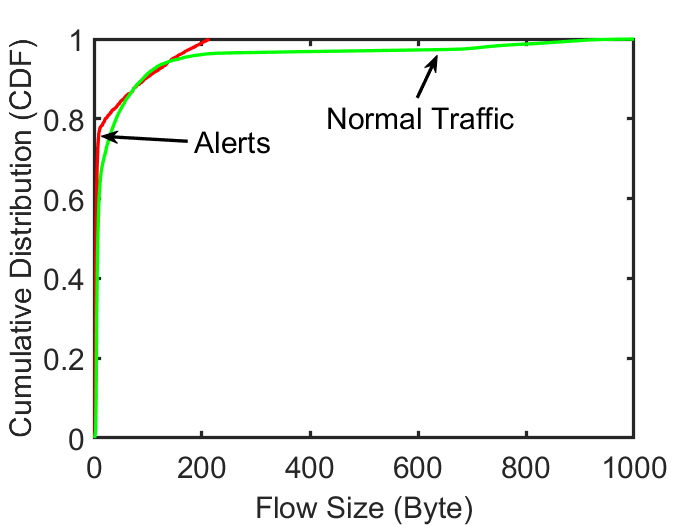 1
0.8
0.6
0.4
0.2
0
Cumulative Distribution (CDF)
Normal Traffic
Alerts
0 200 400 600 800 1000
Flow Size (Byte)